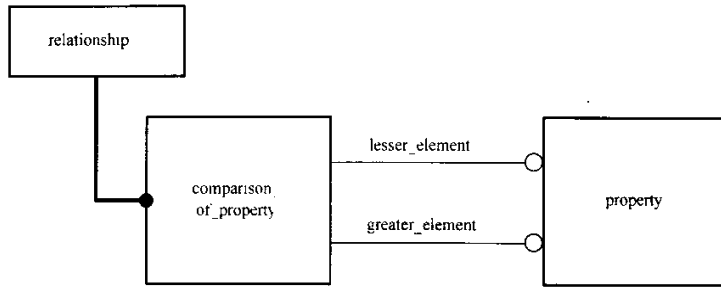 relationship
lesser_element
comparison
of_property
property
greater_element